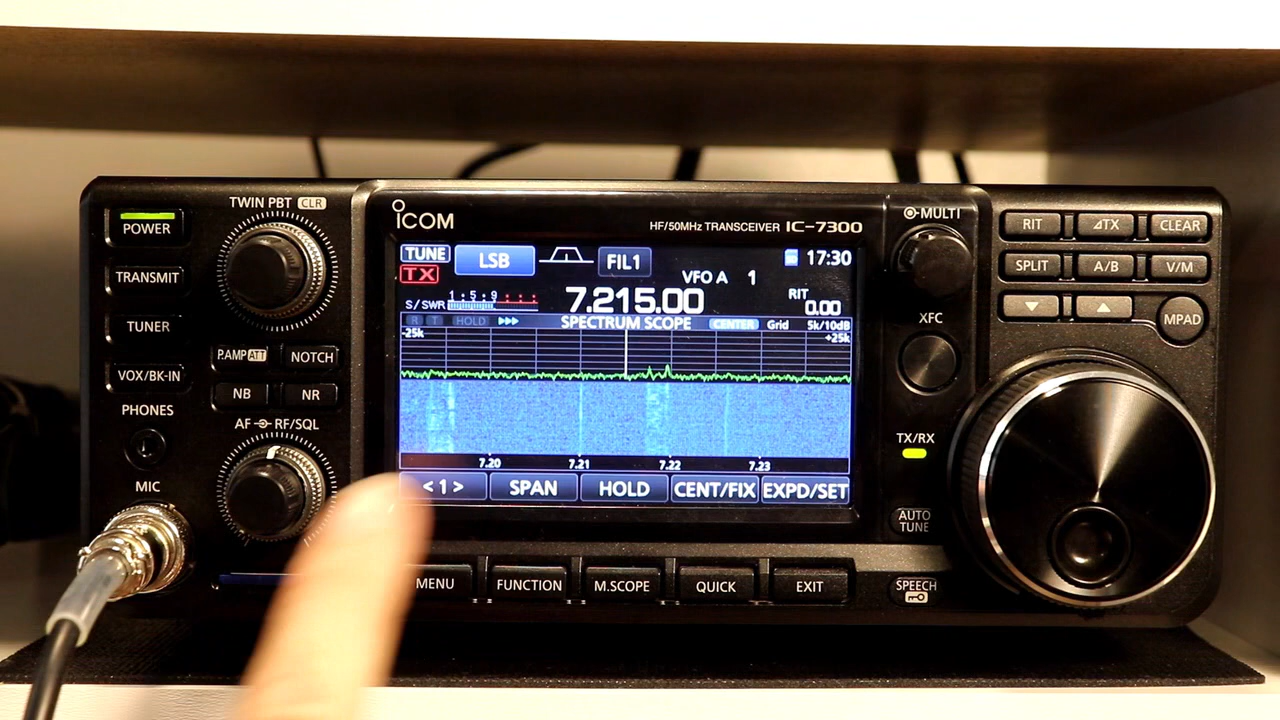 TWIN PBT CLR
POWER
TRANSMIT
TUNER
VOX/BK-IN
PHONES
MIC
P.AMP ATT
NOTCH
NB
NR
AF RF/SQL
ICOM
HF/50MHz TRANSCEIVER IC-7300
TUNE
LSB
FIL1
17:30
TX
VFO A 1
S/SWR 1 : 5 : 9
7.215.00
RIT
0.00
R T HOLD
SPECTRUM SCOPE
CENTER
Grid
5k/10dB
-25k
+25k
7.20 7.21 7.22 7.23
< 1 >
SPAN
HOLD
CENT/FIX
EXPD/SET
MENU
FUNCTION
M.SCOPE
QUICK
EXIT
MULTI
XFC
TX/RX
AUTO
TUNE
SPEECH
RIT
⊿TX
CLEAR
SPLIT
A/B
V/M
▼
▲
MPAD